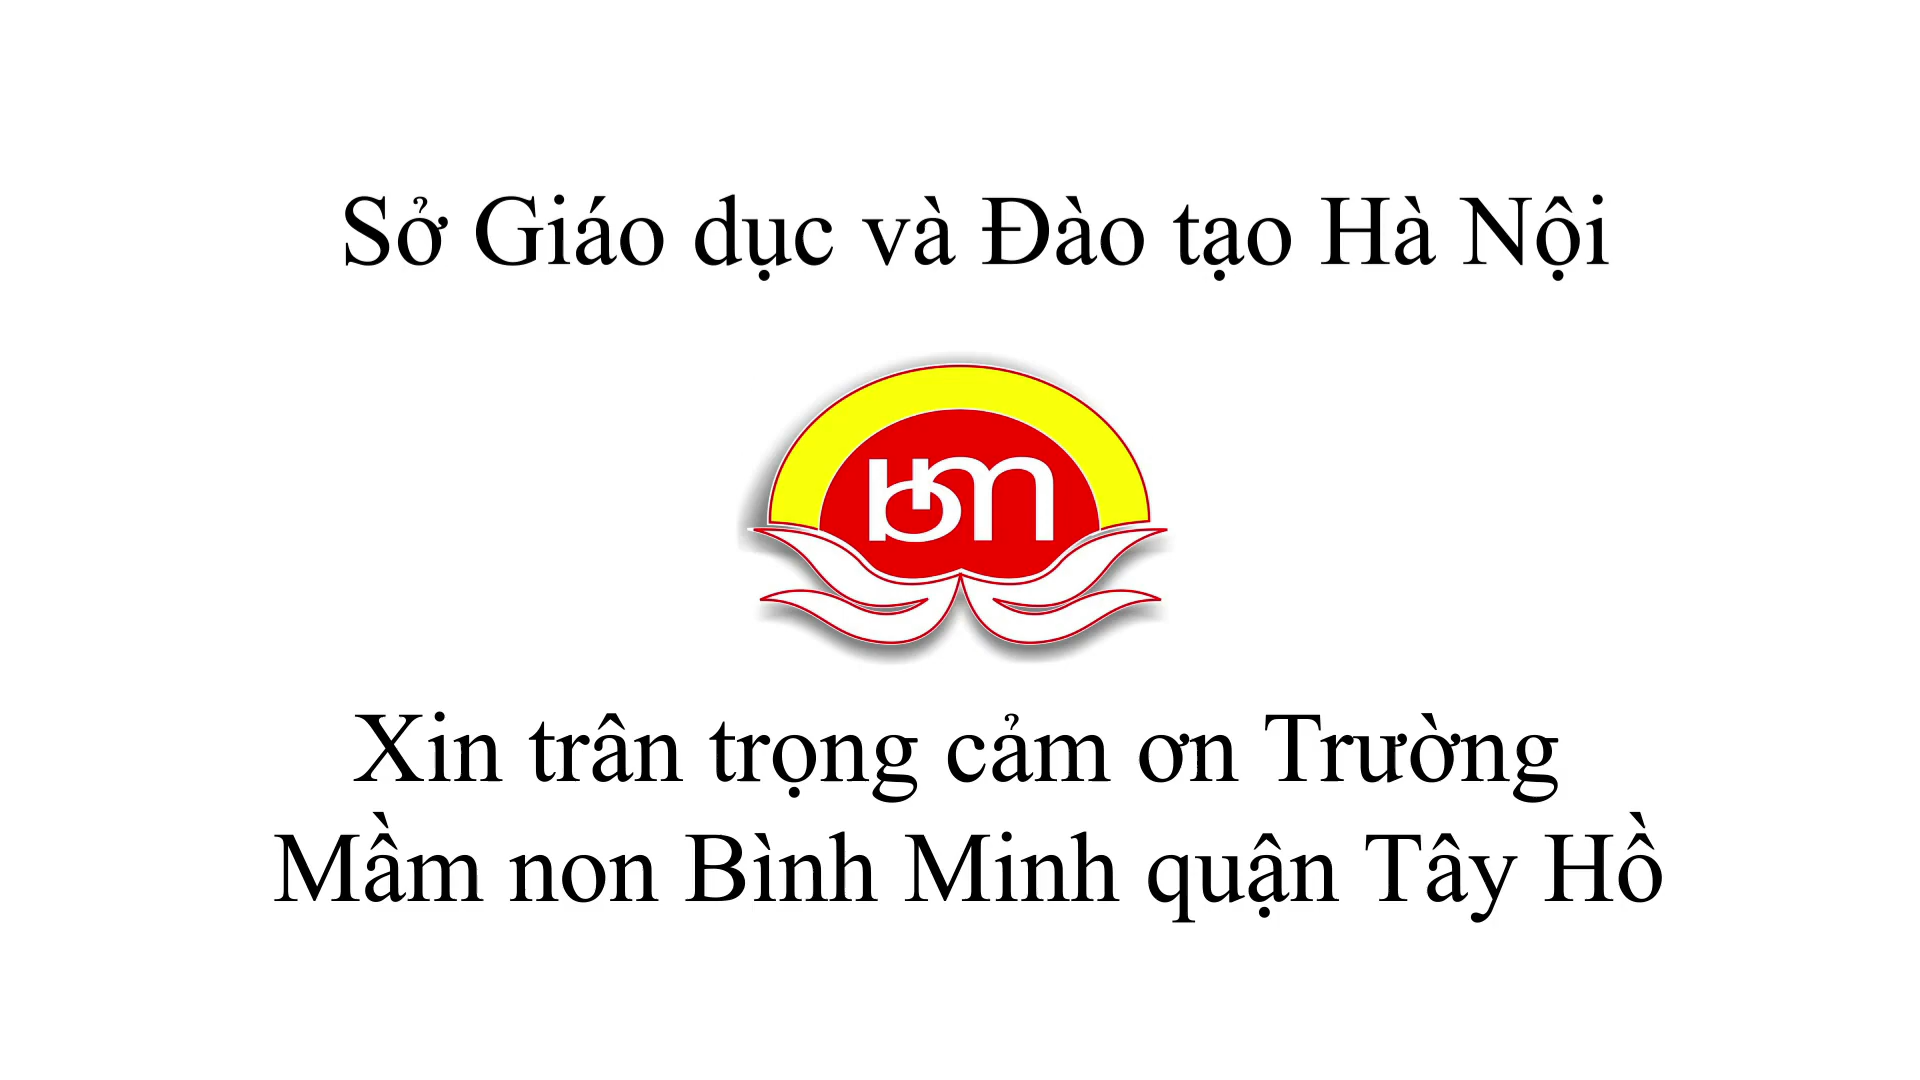 Sở Giáo dục và Đào tạo Hà Nội
bm
Xin trân trọng cảm ơn Trường
Mầm non Bình Minh quận Tây Hồ